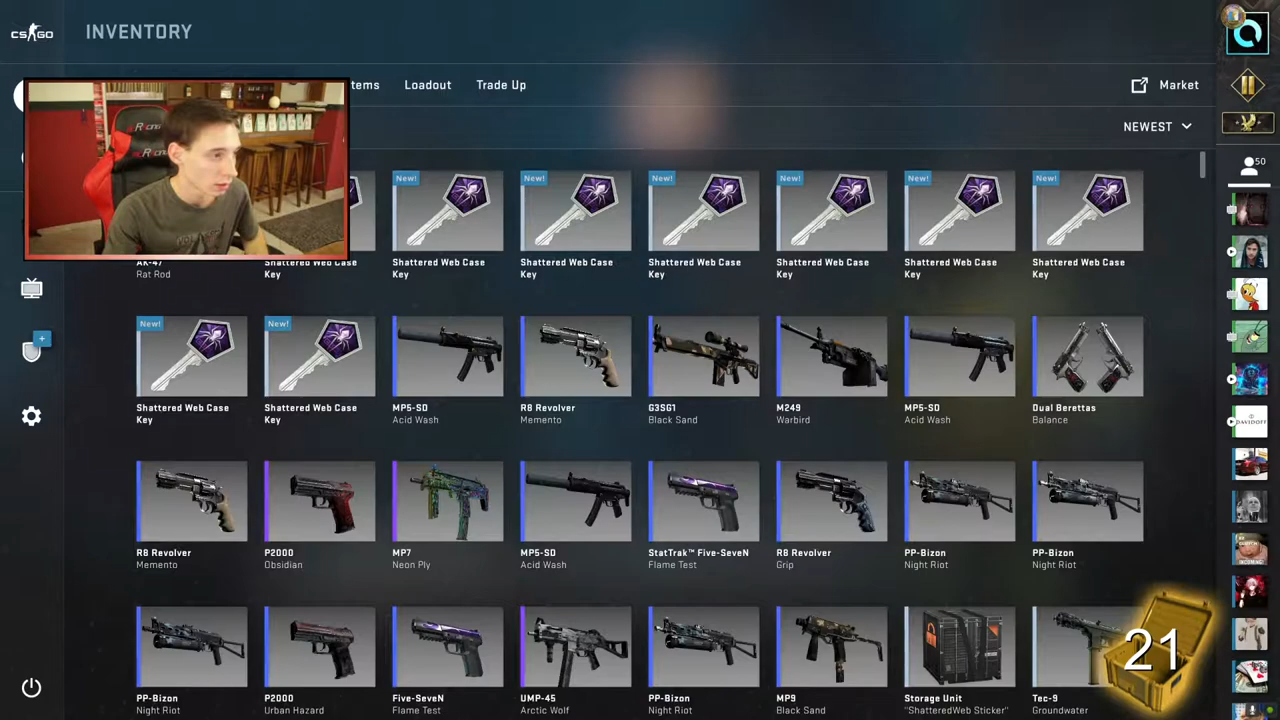 CS GO
INVENTORY
tems
Loadout
Trade Up
Market
NEWEST
50
New!
New!
New!
New!
New!
New!
AK-47
Rat Rod
Shattered Web Case
Key
Shattered Web Case
Key
Shattered Web Case
Key
Shattered Web Case
Key
Shattered Web Case
Key
Shattered Web Case
Key
Shattered Web Case
Key
New!
New!
Shattered Web Case
Key
Shattered Web Case
Key
MP5-SD
Acid Wash
R8 Revolver
Memento
G3SG1
Black Sand
M249
Warbird
MP5-SD
Acid Wash
Dual Berettas
Balance
DAVIDOFF
R8 Revolver
Memento
P2000
Obsidian
MP7
Neon Ply
MP5-SD
Acid Wash
StatTrak™ Five-SeveN
Flame Test
R8 Revolver
Grip
PP-Bizon
Night Riot
PP-Bizon
Night Riot
PP-Bizon
Night Riot
P2000
Urban Hazard
Five-SeveN
Flame Test
UMP-45
Arctic Wolf
PP-Bizon
Night Riot
MP9
Black Sand
Storage Unit
"ShatteredWeb Sticker"
Tec-9
Groundwater
21